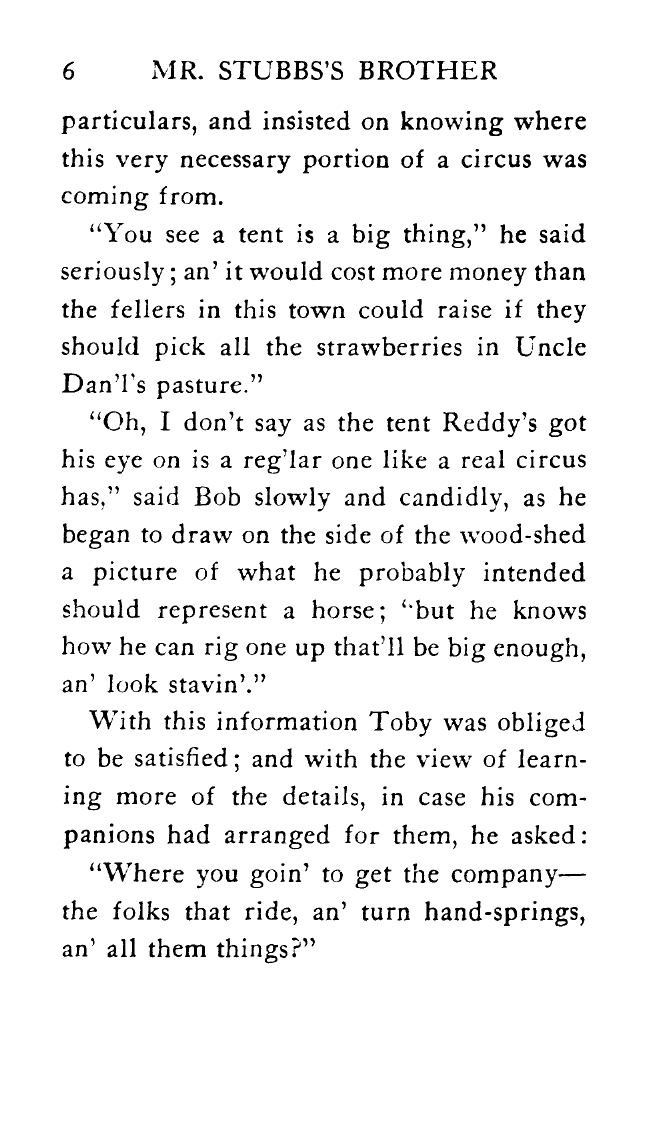 6 MR. STUBBS'S BROTHER
particulars, and insisted on knowing where
this very necessary portion of a circus was
coming from.
"You see a tent is a big thing," he said
seriously; an' it would cost more money than
the fellers in this town could raise if they
should pick all the strawberries in Uncle
Dan'l's pasture."
"Oh, I don't say as the tent Reddy's got
his eye on is a reg'lar one like a real circus
has," said Bob slowly and candidly, as he
began to draw on the side of the wood-shed
a picture of what he probably intended
should represent a horse; "but he knows
how he can rig one up that'll be big enough,
an' look stavin'."
With this information Toby was obliged
to be satisfied; and with the view of learn-
ing more of the details, in case his com-
panions had arranged for them, he asked:
"Where you goin' to get the company—
the folks that ride, an' turn hand-springs,
an' all them things?"